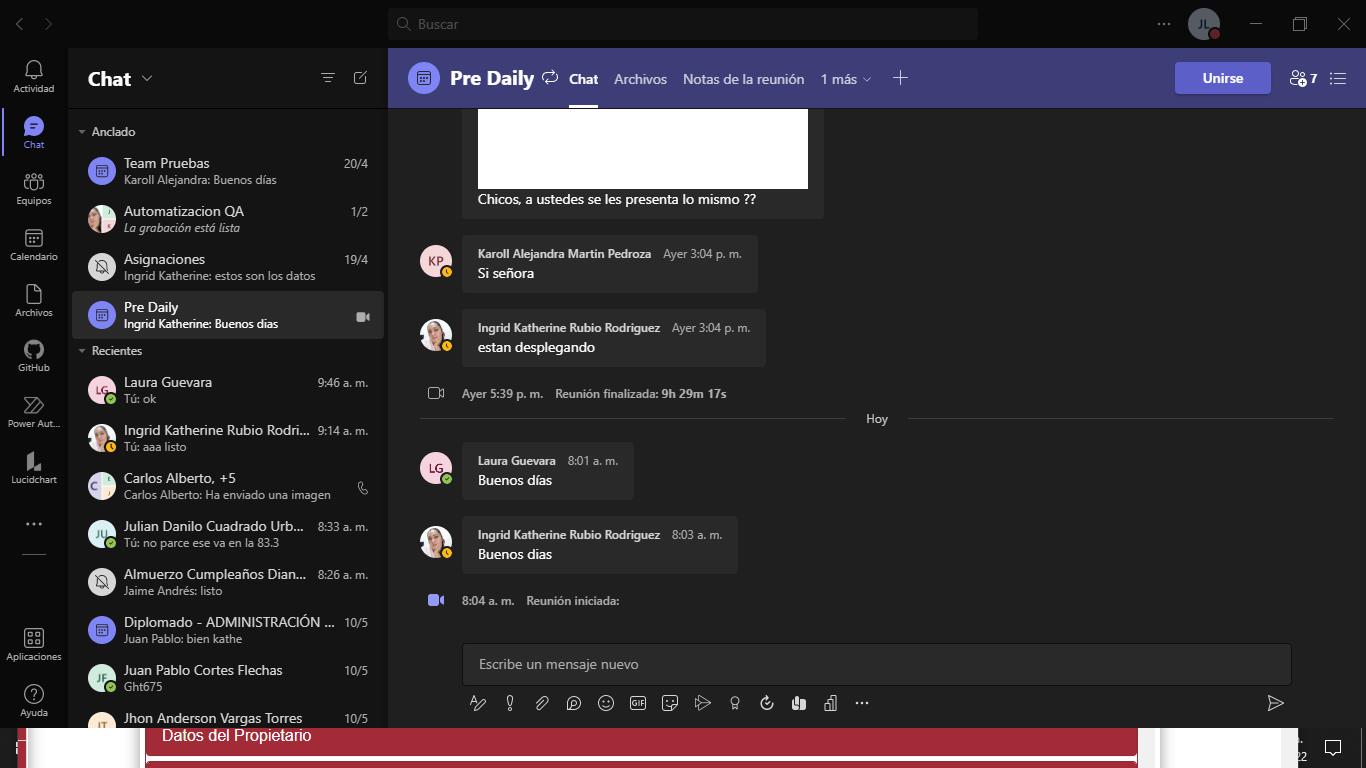 Buscar
JL
Actividad
Chat
Equipos
Calendario
Archivos
GitHub
Power Aut...
Lucidchart
Aplicaciones
Ayuda
Chat
Anclado
Team Pruebas 20/4
Karoll Alejandra: Buenos días
Automatizacion QA 1/2
La grabación está lista
Asignaciones 19/4
Ingrid Katherine: estos son los datos
Pre Daily
Ingrid Katherine: Buenos dias
Recientes
LG Laura Guevara 9:46 a. m.
Tú: ok
Ingrid Katherine Rubio Rodri... 9:14 a. m.
Tú: aaa listo
Carlos Alberto, +5
Carlos Alberto: Ha enviado una imagen
JU Julian Danilo Cuadrado Urb... 8:33 a. m.
Tú: no parce ese va en la 83.3
Almuerzo Cumpleaños Dian... 8:26 a. m.
Jaime Andrés: listo
Diplomado - ADMINISTRACIÓN ... 10/5
Juan Pablo: bien kathe
JF Juan Pablo Cortes Flechas 10/5
Ght675
JT Jhon Anderson Vargas Torres 10/5
Pre Daily Chat Archivos Notas de la reunión 1 más Unirse 7
Chicos, a ustedes se les presenta lo mismo ??
KP Karoll Alejandra Martin Pedroza Ayer 3:04 p. m.
Si señora
Ingrid Katherine Rubio Rodriguez Ayer 3:04 p. m.
estan desplegando
Ayer 5:39 p. m. Reunión finalizada: 9h 29m 17s
Hoy
LG Laura Guevara 8:01 a. m.
Buenos días
Ingrid Katherine Rubio Rodriguez 8:03 a. m.
Buenos dias
8:04 a. m. Reunión iniciada:
Escribe un mensaje nuevo
GIF
Datos del Propietario
22